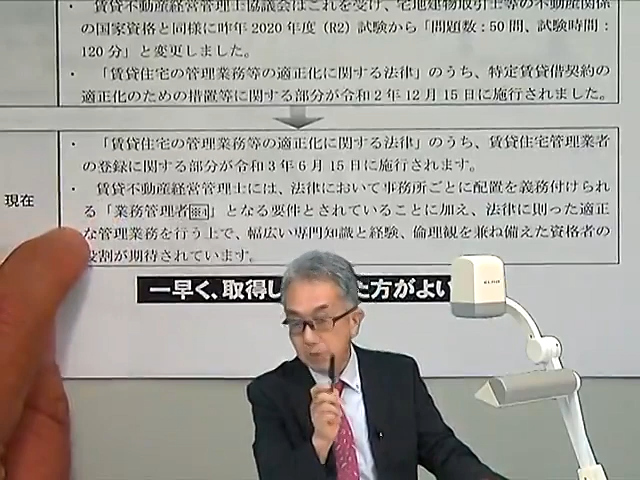 ・ 賃貸不動産経営管理士協議会はこれを受け、宅地建物取引士等の不動産関係
の国家資格と同様に昨年 2020 年度（R2）試験から「問題数：50 問、試験時間：
120 分」と変更しました。
・ 「賃貸住宅の管理業務等の適正化に関する法律」のうち、特定賃貸借契約の
適正化のための措置等に関する部分が令和 2 年 12 月 15 日に施行されました。
・ 「賃貸住宅の管理業務等の適正化に関する法律」のうち、賃貸住宅管理業者
の登録に関する部分が令和 3 年 6 月 15 日に施行されます。
現在
・ 賃貸不動産経営管理士には、法律において事務所ごとに配置を義務付けられ
る「業務管理者※1」となる要件とされていることに加え、法律に則った適正
な管理業務を行う上で、幅広い専門知識と経験、倫理観を兼ね備えた資格者の
役割が期待されています。
一早く、取得し た方がよい